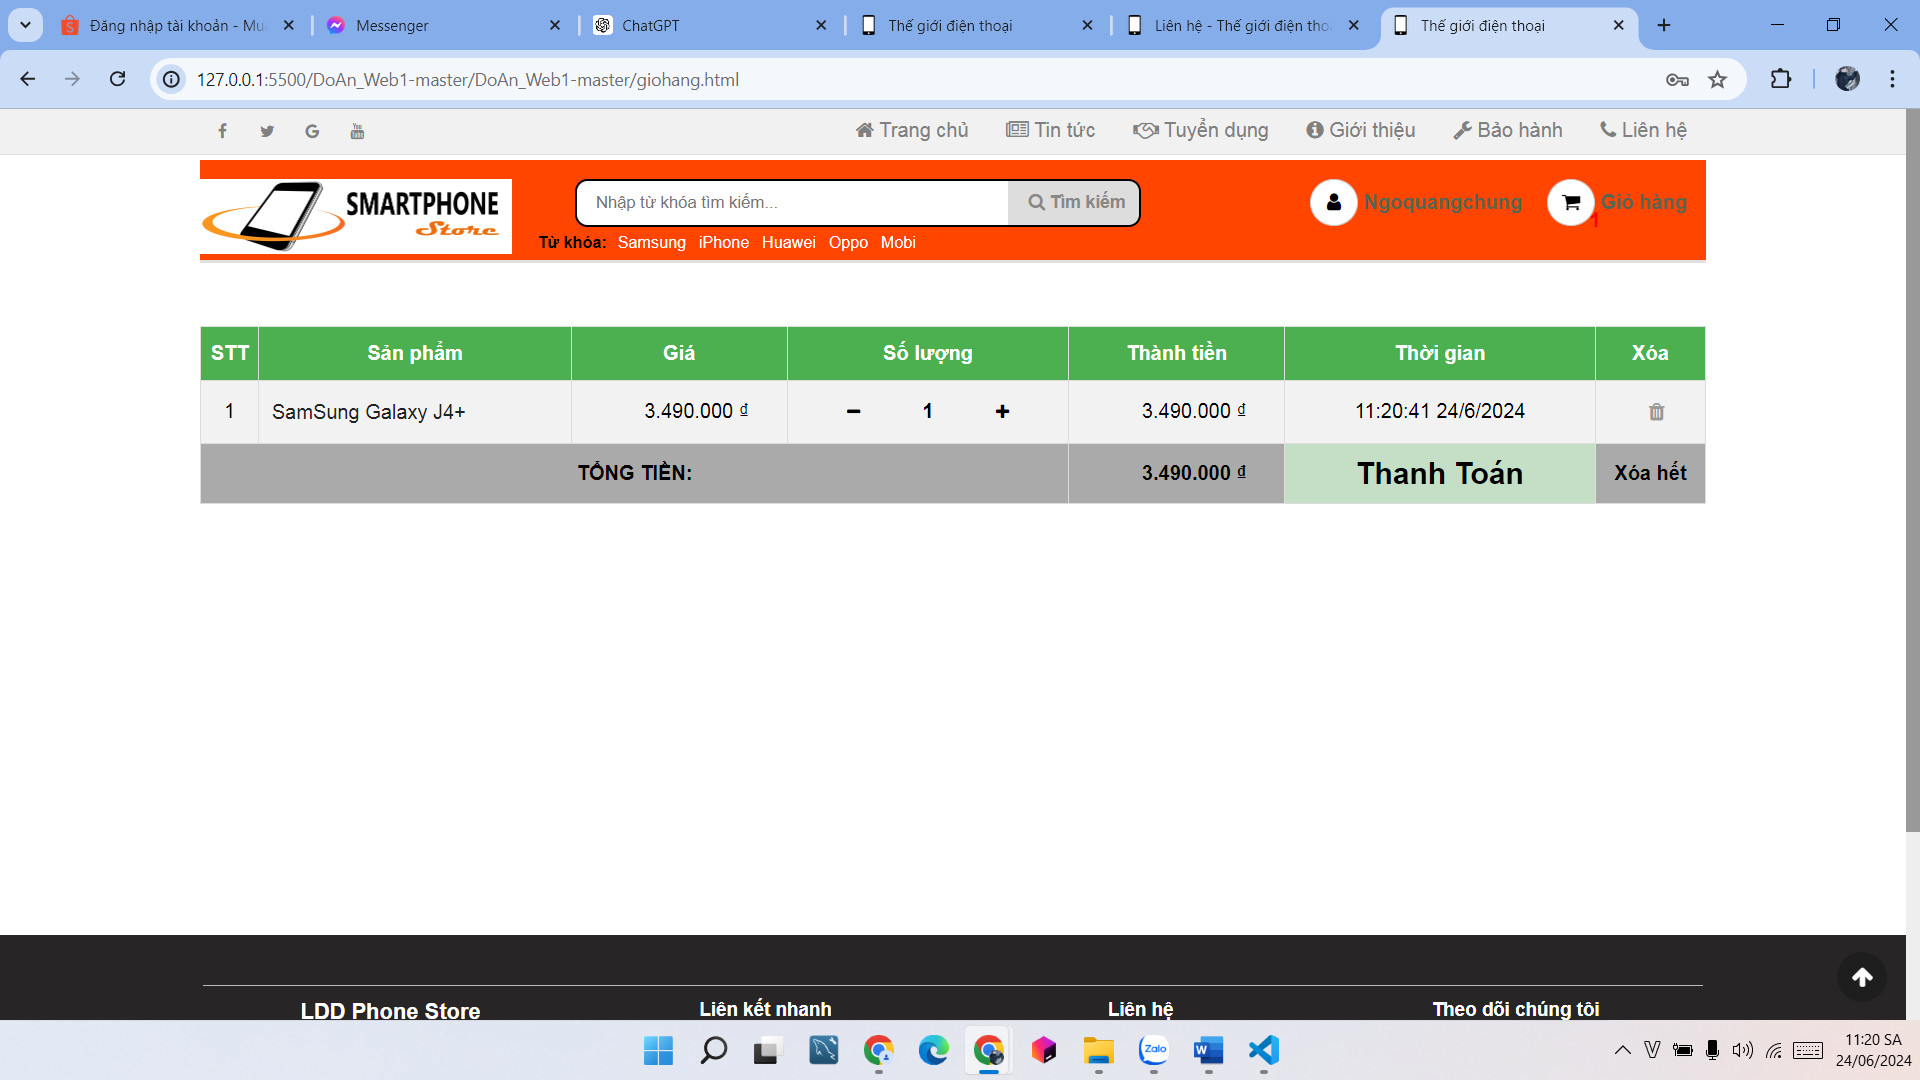 Đăng nhập tài khoản - Mu
Messenger
ChatGPT
Thế giới điện thoại
Liên hệ - Thế giới điện tho
Thế giới điện thoại
127.0.0.1:5500/DoAn_Web1-master/DoAn_Web1-master/giohang.html
Trang chủ
Tin tức
Tuyển dụng
Giới thiệu
Bảo hành
Liên hệ
SMARTPHONE
Store
Nhập từ khóa tìm kiếm...
Tìm kiếm
Ngoquangchung
Giỏ hàng
1
Từ khóa: Samsung iPhone Huawei Oppo Mobi
STT Sản phẩm Giá Số lượng Thành tiền Thời gian Xóa
1 SamSung Galaxy J4+ 3.490.000 ₫ 1 3.490.000 ₫ 11:20:41 24/6/2024
TỔNG TIỀN: 3.490.000 ₫ Thanh Toán Xóa hết
LDD Phone Store
Liên kết nhanh
Liên hệ
Theo dõi chúng tôi
Zalo
11:20 SA
24/06/2024